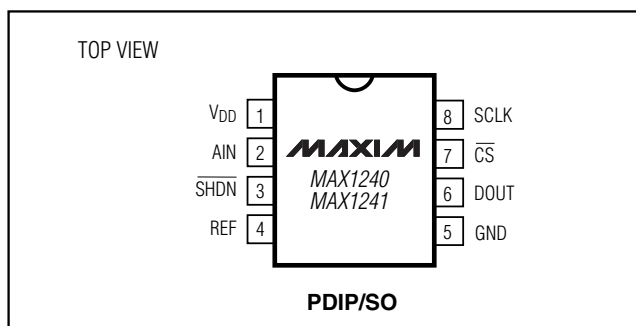 TOP VIEW
VDD 1
AIN 2
SHDN 3
REF 4
MAXIM
MAX1240
MAX1241
8 SCLK
7 CS
6 DOUT
5 GND
PDIP/SO